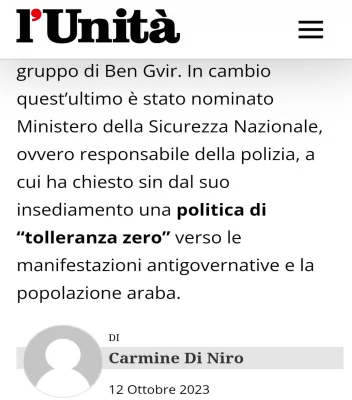 l'Unità
gruppo di Ben Gvir. In cambio
quest’ultimo è stato nominato
Ministero della Sicurezza Nazionale,
ovvero responsabile della polizia, a
cui ha chiesto sin dal suo
insediamento una politica di
“tolleranza zero” verso le
manifestazioni antigovernative e la
popolazione araba.
DI
Carmine Di Niro
12 Ottobre 2023